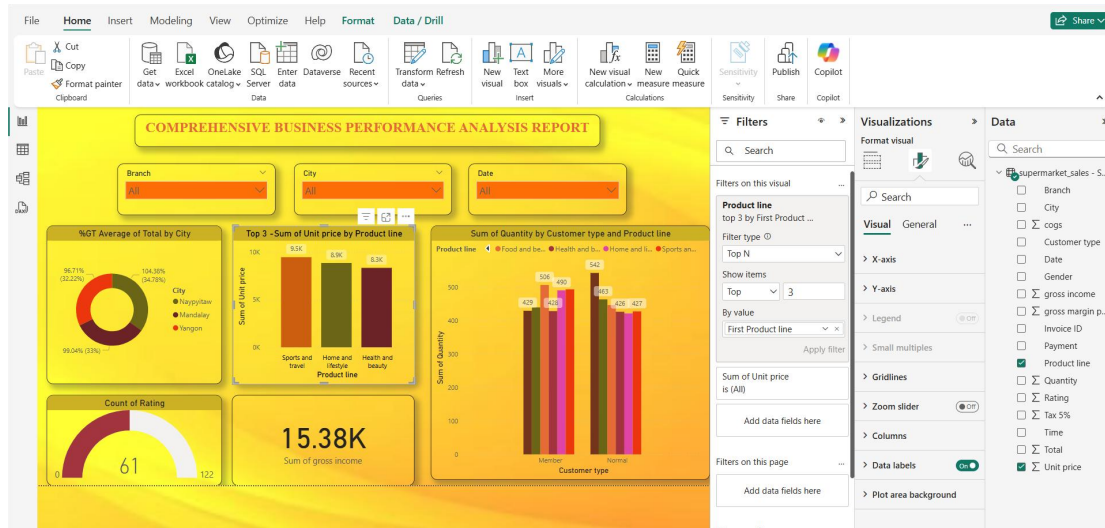 File Home Insert Modeling View Optimize Help Format Data / Drill Share
Paste
Cut
Copy
Format painter
Clipboard
Get data
Excel workbook
OneLake catalog
SQL Server
Enter data
Dataverse
Recent sources
Data
Transform data
Refresh
Queries
New visual
Text box
More visuals
Insert
New visual calculation
New measure
Quick measure
Calculations
Sensitivity
Sensitivity
Publish
Share
Copilot
Copilot
COMPREHENSIVE BUSINESS PERFORMANCE ANALYSIS REPORT
Branch
All
City
All
Date
All
%GT Average of Total by City
96.71%
(32.22%)
104.38%
(34.78%)
99.04% (33%)
City
Naypyitaw
Mandalay
Yangon
Top 3 -Sum of Unit price by Product line
Sum of Unit price
10K
5K
0K
9.5K
8.9K
8.3K
Sports and travel
Home and lifestyle
Health and beauty
Product line
Sum of Quantity by Customer type and Product line
Product line Food and be... Health and b... Home and li... Sports an...
Sum of Quantity
500
400
300
200
100
0
429
506
428
490
542
463
426
427
Member
Normal
Customer type
Count of Rating
0
61
122
15.38K
Sum of gross income
Filters
Search
Filters on this visual ...
Product line
top 3 by First Product ...
Filter type
Top N
Show items
Top 3
By value
First Product line
Apply filter
Sum of Unit price
is (All)
Add data fields here
Filters on this page ...
Add data fields here
Visualizations
Format visual
Search
Visual General ...
X-axis
Y-axis
Legend Off
Small multiples
Gridlines
Zoom slider Off
Columns
Data labels On
Plot area background
Data
Search
supermarket_sales - S...
Branch
City
Σ cogs
Customer type
Date
Gender
Σ gross income
Σ gross margin p...
Invoice ID
Payment
Product line
Σ Quantity
Σ Rating
Σ Tax 5%
Time
Σ Total
Σ Unit price